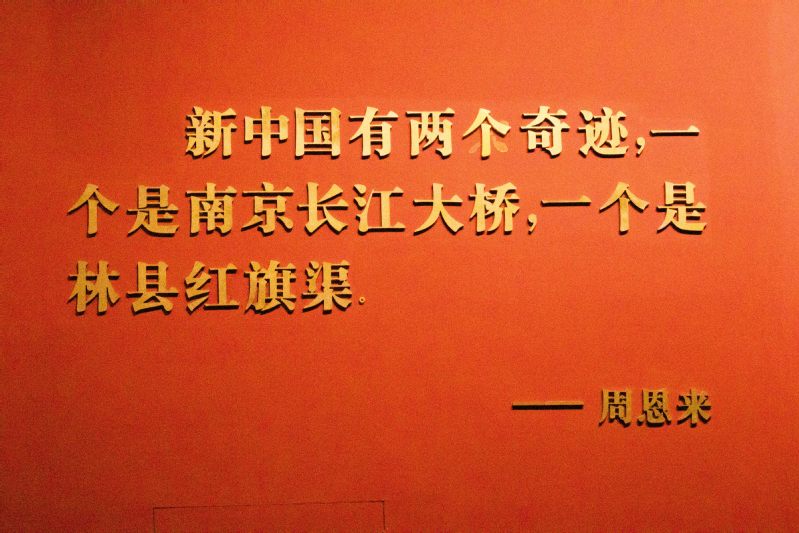 新中国有两个奇迹,一
个是南京长江大桥,一个是
林县红旗渠。
——周恩来